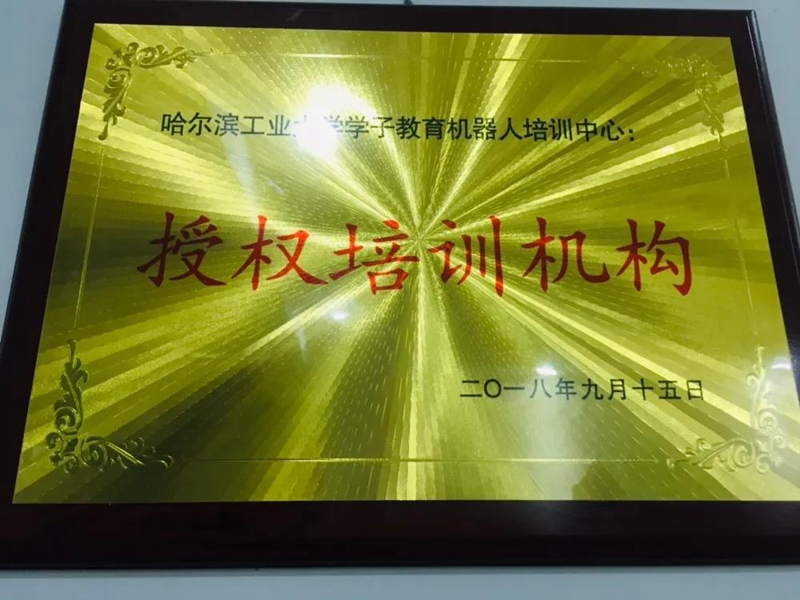 哈尔滨工业大学学子教育机器人培训中心：
授权培训机构
二〇一八年九月十五日